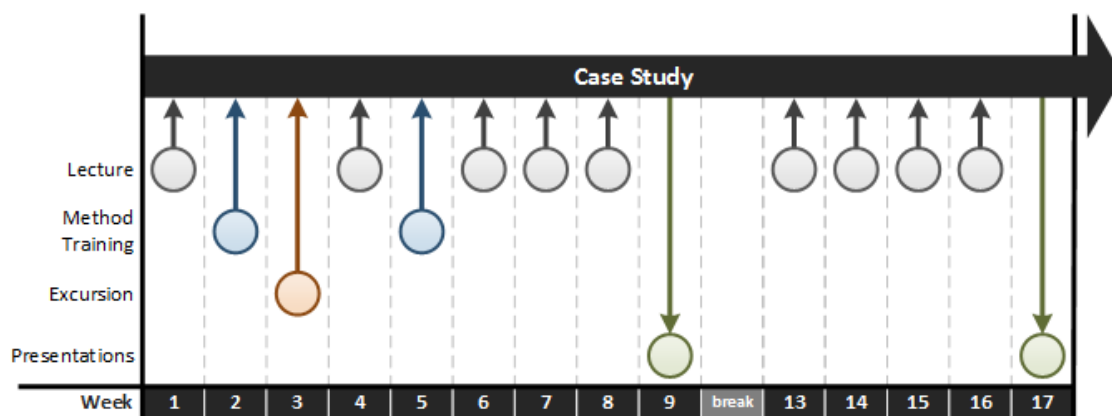 Case Study
Lecture
Method
Training
Excursion
Presentations
Week 1 2 3 4 5 6 7 8 9 break 13 14 15 16 17